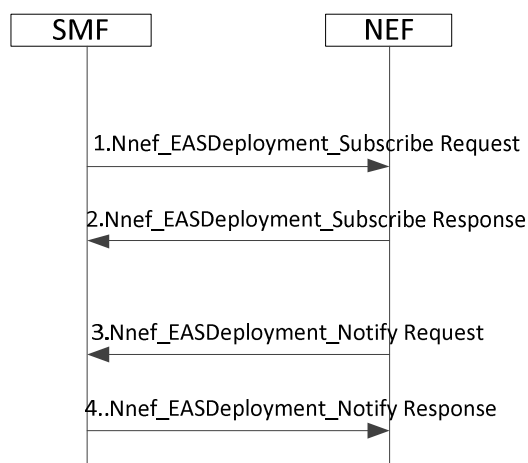 SMF
NEF
1.Nnef_EASDeployment_Subscribe Request
2.Nnef_EASDeployment_Subscribe Response
3.Nnef_EASDeployment_Notify Request
4..Nnef_EASDeployment_Notify Response